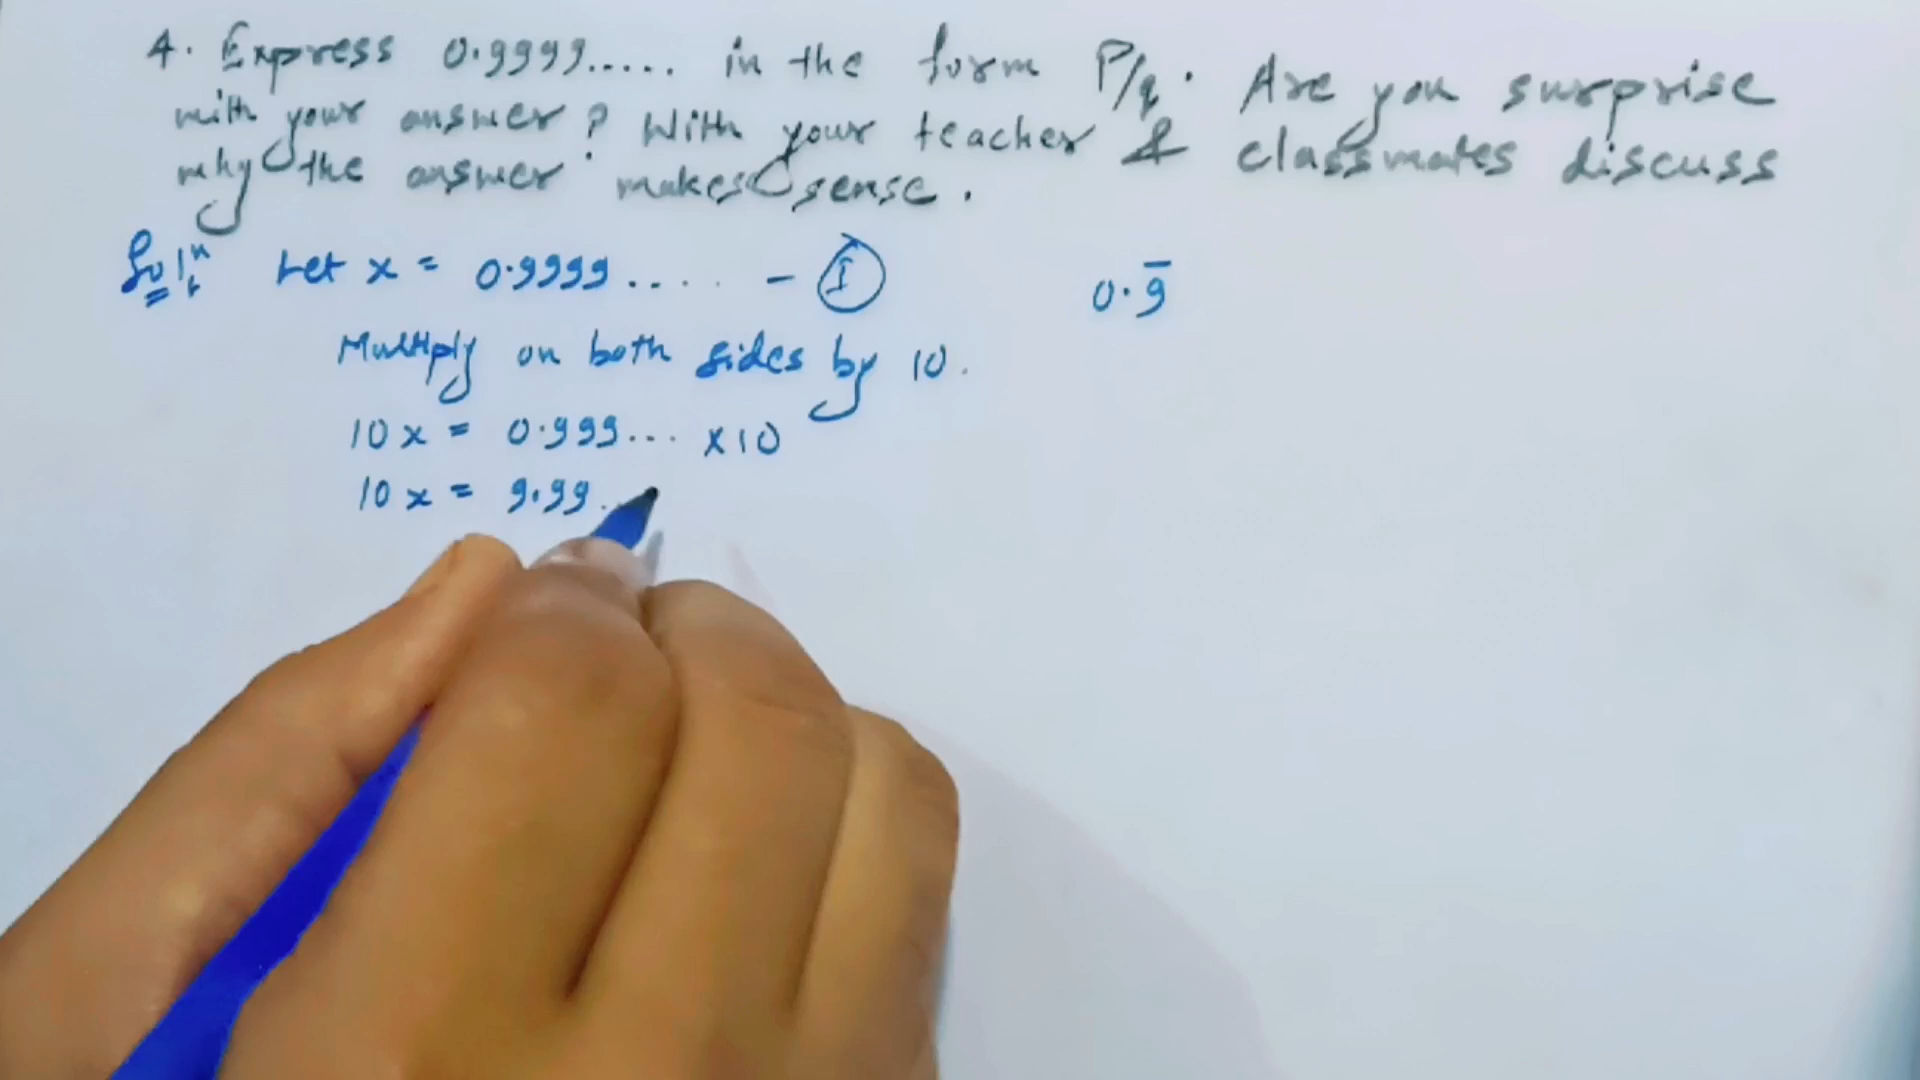 4. Express 0.9999..... in the form P/q. Are you surprise
with your answer? With your teacher & classmates discuss
why the answer makes sense.
Solⁿ, Let x = 0.9999.... - I
0.9̅
Multiply on both sides by 10.
10x = 0.999... x10
10x = 9.99..